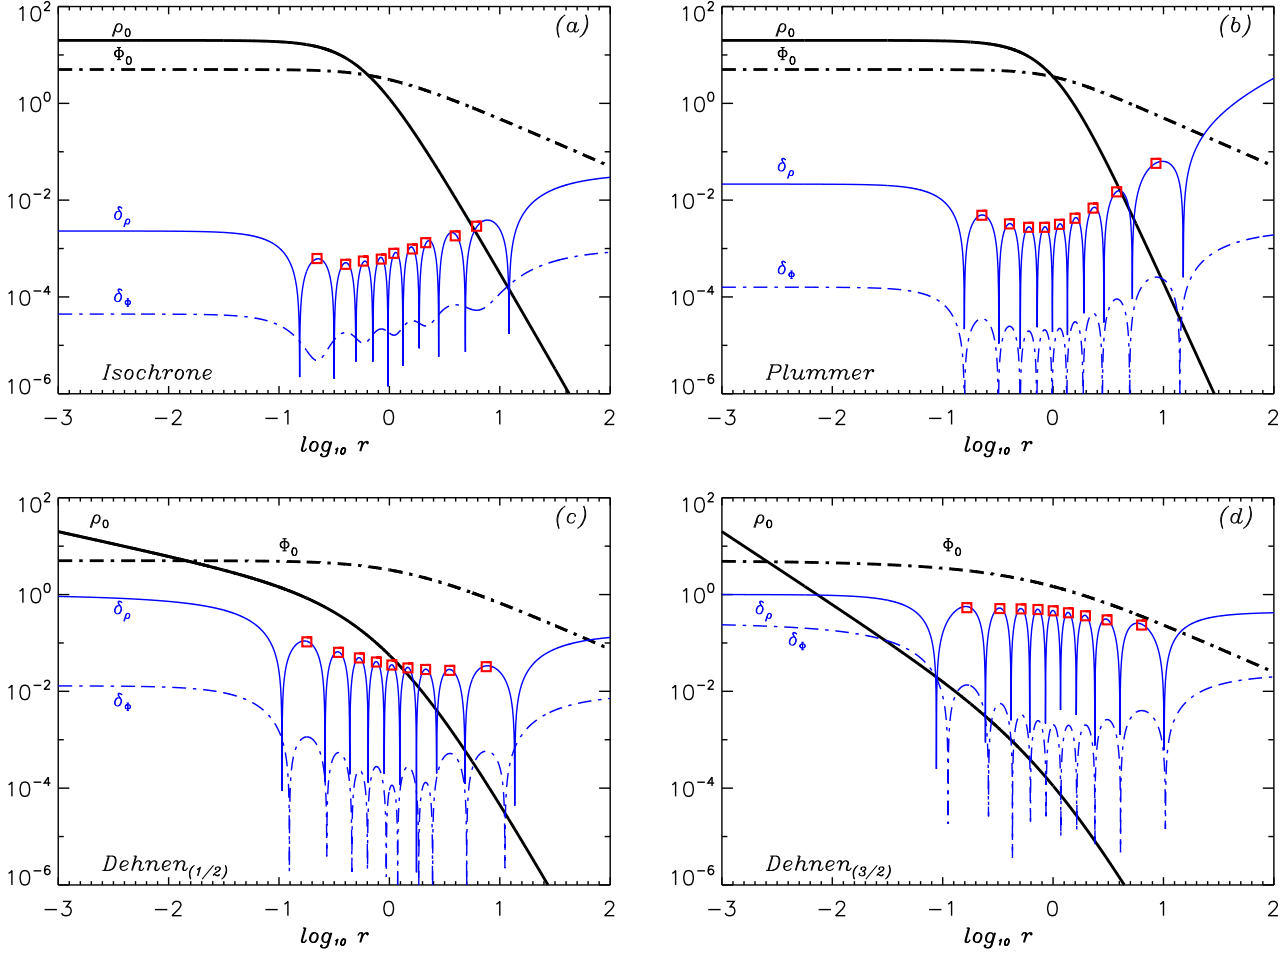 10² (a)
ρ₀
Φ₀
10⁰
10⁻²
δρ
10⁻⁴
δΦ
Isochrone
10⁻⁶
-3 -2 -1 0 1 2
log₁₀ r
10² (b)
ρ₀
Φ₀
10⁰
δρ
10⁻²
δΦ
10⁻⁴
Plummer
10⁻⁶
-3 -2 -1 0 1 2
log₁₀ r
10² (c)
ρ₀
Φ₀
10⁰
δρ
10⁻²
δΦ
10⁻⁴
Dehnen(1/2)
10⁻⁶
-3 -2 -1 0 1 2
log₁₀ r
10² (d)
ρ₀
Φ₀
10⁰
δρ
δΦ
10⁻²
10⁻⁴
Dehnen(3/2)
10⁻⁶
-3 -2 -1 0 1 2
log₁₀ r